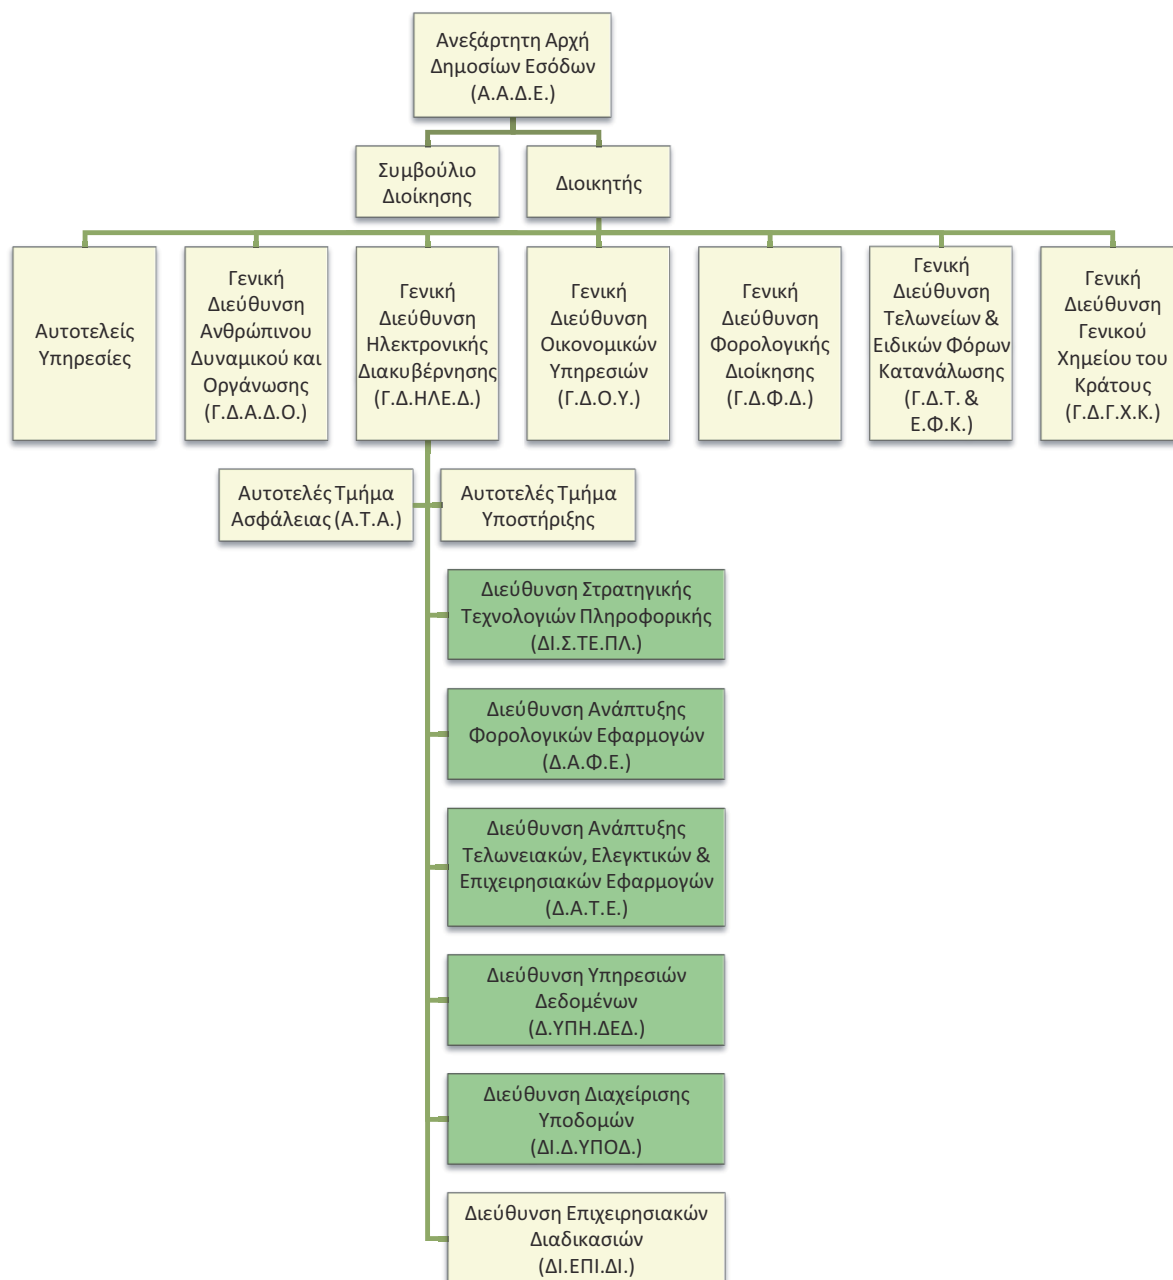 Ανεξάρτητη Αρχή
Δημοσίων Εσόδων
(Α.Α.Δ.Ε.)
Συμβούλιο
Διοίκησης
Διοικητής
Αυτοτελείς
Υπηρεσίες
Γενική
Διεύθυνση
Ανθρώπινου
Δυναμικού και
Οργάνωσης
(Γ.Δ.Α.Δ.Ο.)
Γενική
Διεύθυνση
Ηλεκτρονικής
Διακυβέρνησης
(Γ.Δ.ΗΛΕ.Δ.)
Γενική
Διεύθυνση
Οικονομικών
Υπηρεσιών
(Γ.Δ.Ο.Υ.)
Γενική
Διεύθυνση
Φορολογικής
Διοίκησης
(Γ.Δ.Φ.Δ.)
Γενική
Διεύθυνση
Τελωνείων &
Ειδικών Φόρων
Κατανάλωσης
(Γ.Δ.Τ. &
Ε.Φ.Κ.)
Γενική
Διεύθυνση
Γενικού
Χημείου του
Κράτους
(Γ.Δ.Γ.Χ.Κ.)
Αυτοτελές Τμήμα
Ασφάλειας (Α.Τ.Α.)
Αυτοτελές Τμήμα
Υποστήριξης
Διεύθυνση Στρατηγικής
Τεχνολογιών Πληροφορικής
(ΔΙ.Σ.ΤΕ.ΠΛ.)
Διεύθυνση Ανάπτυξης
Φορολογικών Εφαρμογών
(Δ.Α.Φ.Ε.)
Διεύθυνση Ανάπτυξης
Τελωνειακών, Ελεγκτικών &
Επιχειρησιακών Εφαρμογών
(Δ.Α.Τ.Ε.)
Διεύθυνση Υπηρεσιών
Δεδομένων
(Δ.ΥΠΗ.ΔΕΔ.)
Διεύθυνση Διαχείρισης
Υποδομών
(ΔΙ.Δ.ΥΠΟΔ.)
Διεύθυνση Επιχειρησιακών
Διαδικασιών
(ΔΙ.ΕΠΙ.ΔΙ.)